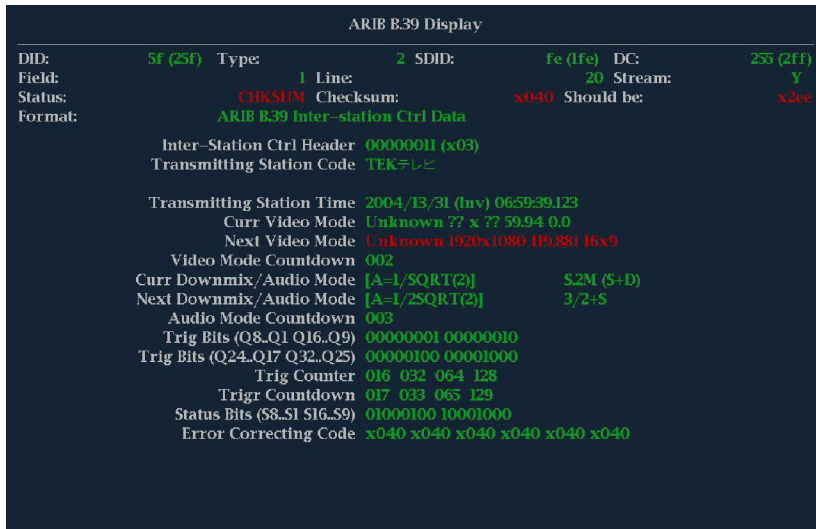 ARIB B.39 Display
DID: 5f (25f) Type: 2 SDID: fe (1fe) DC: 255 (2ff)
Field: 1 Line: 20 Stream: Y
Status: CHKSUM Checksum: x040 Should be: x2ee
Format: ARIB B.39 Inter-station Ctrl Data
Inter-Station Ctrl Header 00000011 (x03)
Transmitting Station Code TEKテレビ
Transmitting Station Time 2004/13/31 (Inv) 06:59:39.123
Curr Video Mode Unknown ?? x ?? 59.94 0.0
Next Video Mode Unknown 1920x1080 119.88I 16x9
Video Mode Countdown 002
Curr Downmix/Audio Mode [A=1/SQRT(2)] S.2M (S+D)
Next Downmix/Audio Mode [A=1/2SQRT(2)] 3/2+S
Audio Mode Countdown 003
Trig Bits (Q8..Q1 Q16..Q9) 00000001 00000010
Trig Bits (Q24..Q17 Q32..Q25) 00000100 00001000
Trig Counter 016 032 064 128
Trigr Countdown 017 033 065 129
Status Bits (S8..S1 S16..S9) 01000100 10001000
Error Correcting Code x040 x040 x040 x040 x040 x040